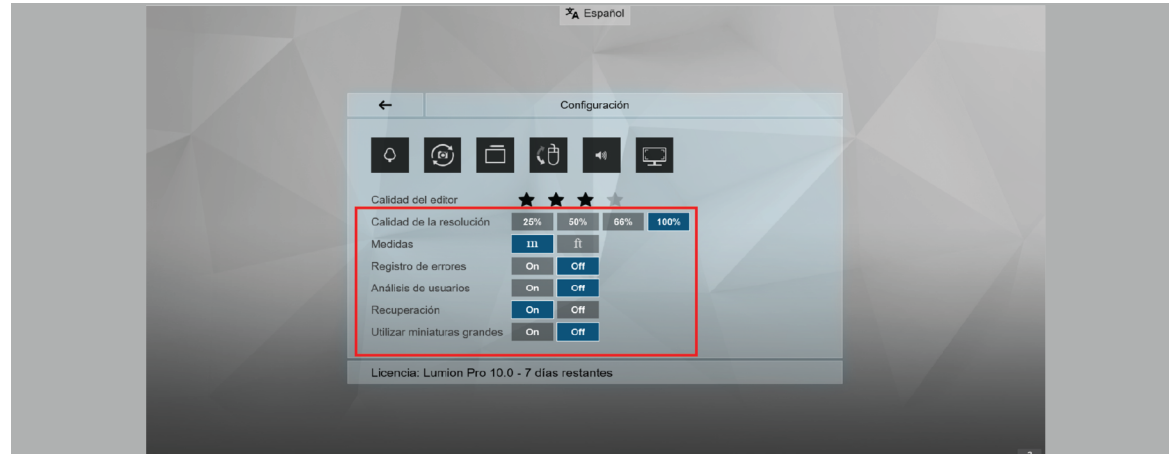 Español
Configuración
Calidad del editor
Calidad de la resolución 25% 50% 66% 100%
Medidas m ft
Registro de errores On Off
Análisis de usuarios On Off
Recuperación On Off
Utilizar miniaturas grandes On Off
Licencia: Lumion Pro 10.0 - 7 días restantes